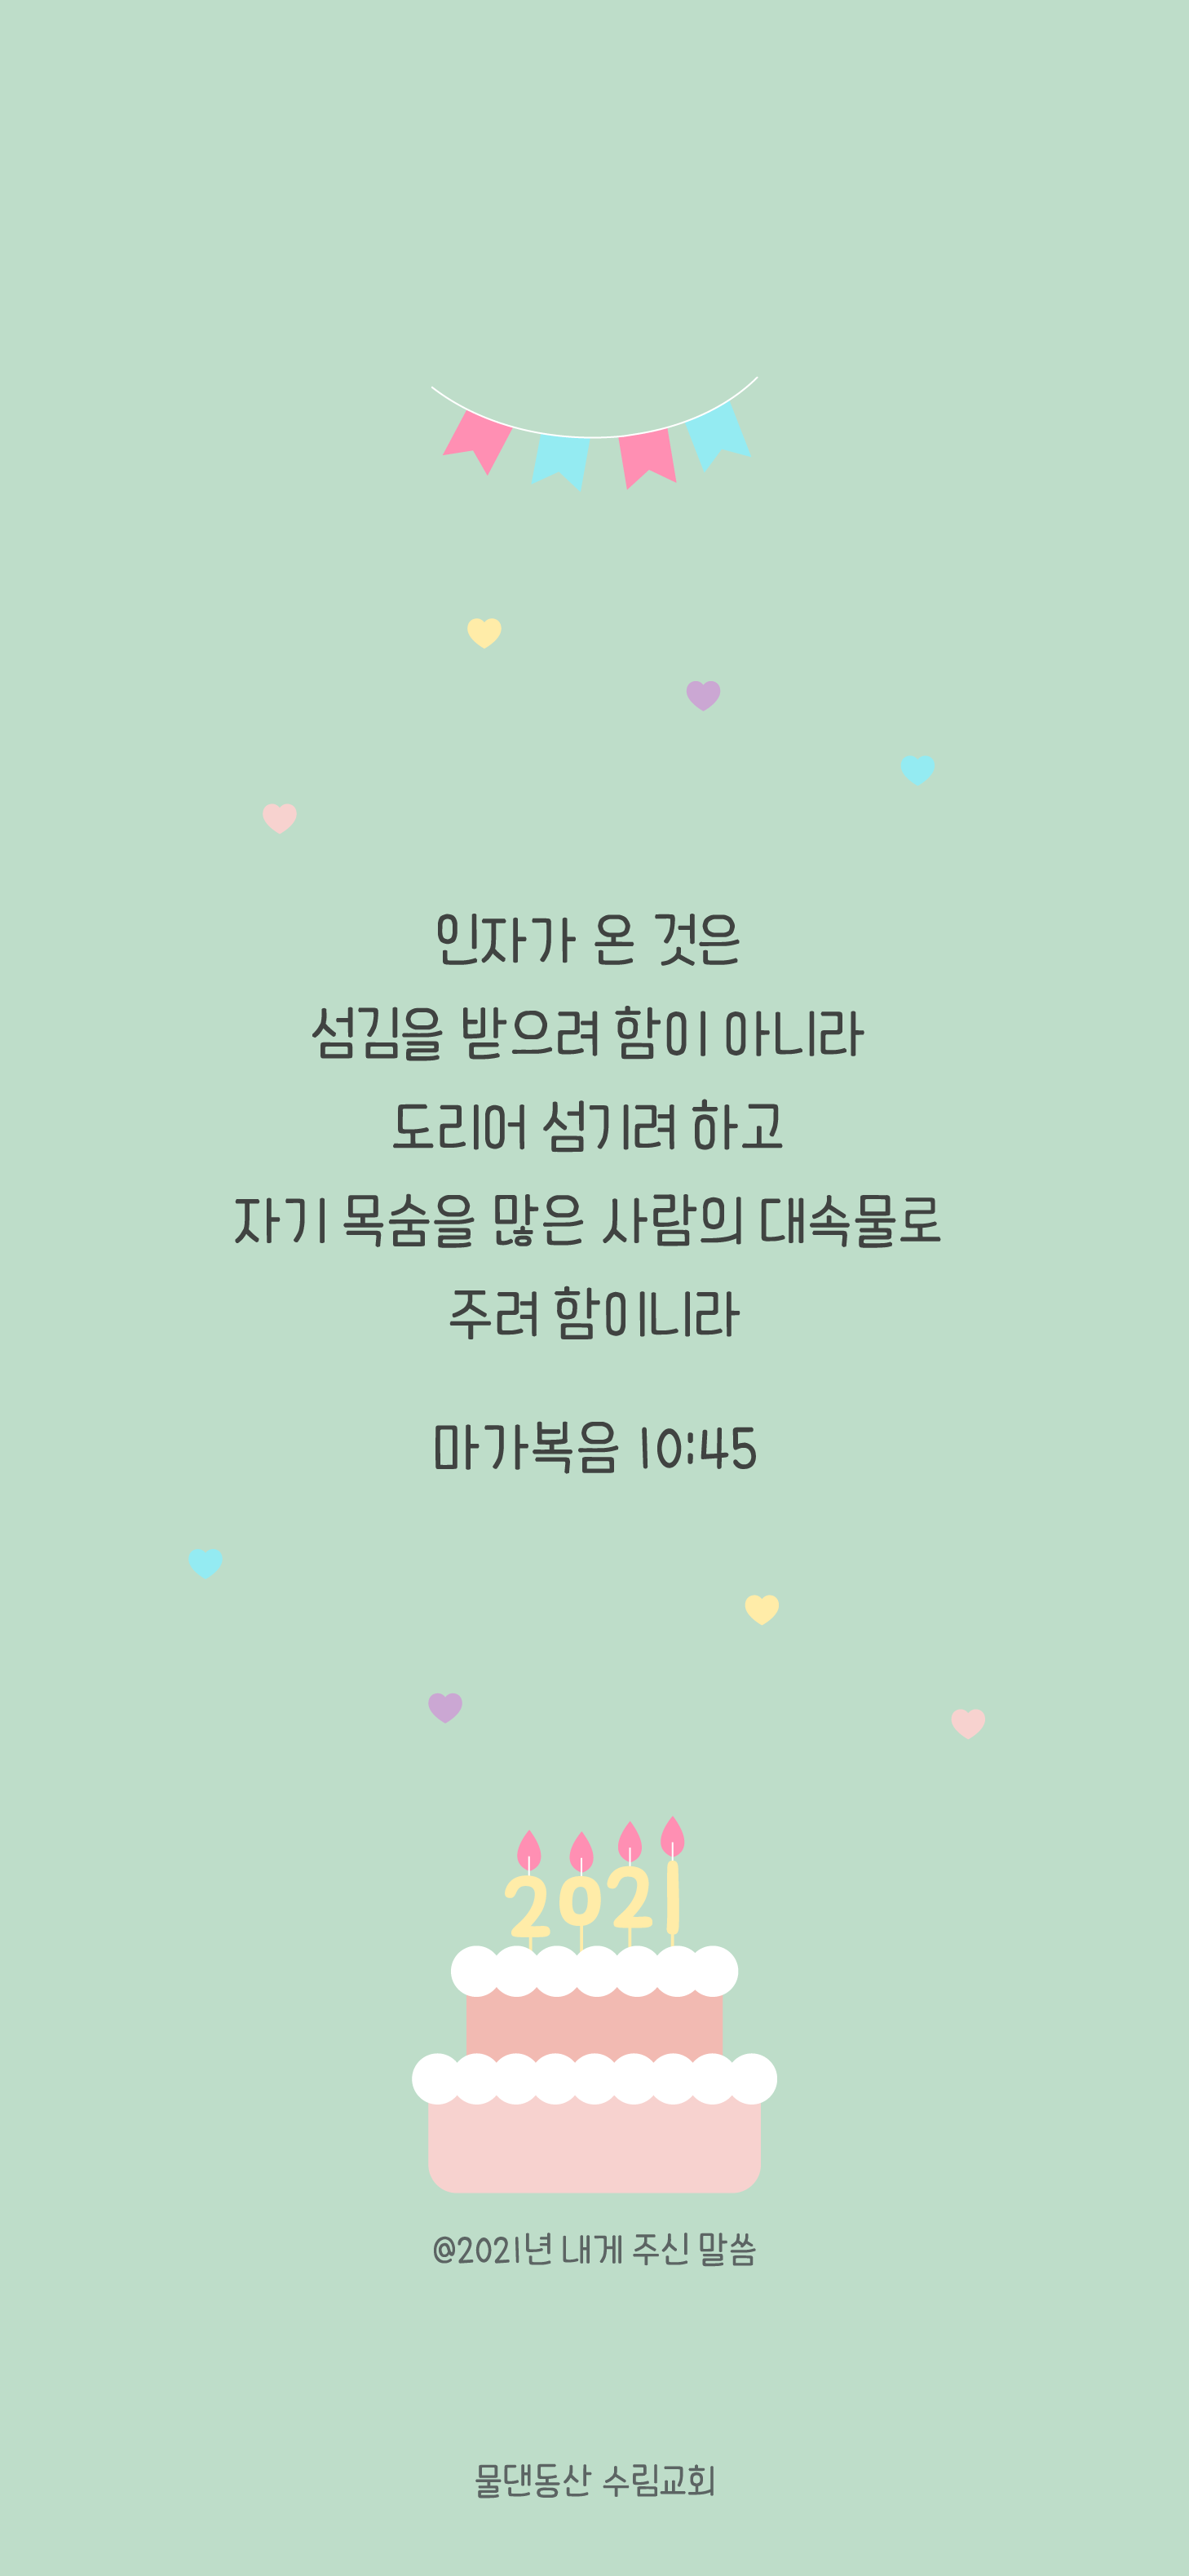 인자가 온 것은
섬김을 받으려 함이 아니라
도리어 섬기려 하고
자기 목숨을 많은 사람의 대속물로
주려 함이니라
마가복음 10:45
2021
@2021년 내게 주신 말씀
물댄동산 수림교회